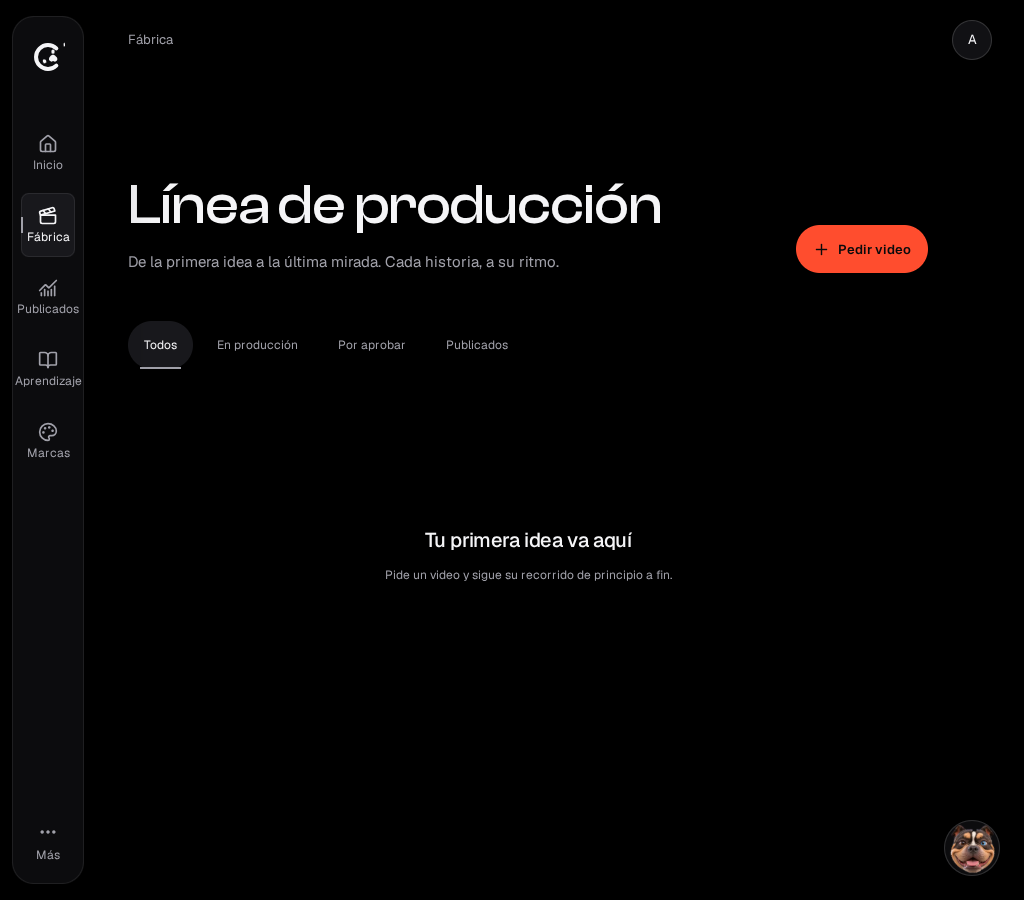 Fábrica
A
Inicio
Fábrica
Publicados
Aprendizaje
Marcas
Más
Línea de producción
De la primera idea a la última mirada. Cada historia, a su ritmo.
Pedir video
Todos
En producción
Por aprobar
Publicados
Tu primera idea va aquí
Pide un video y sigue su recorrido de principio a fin.